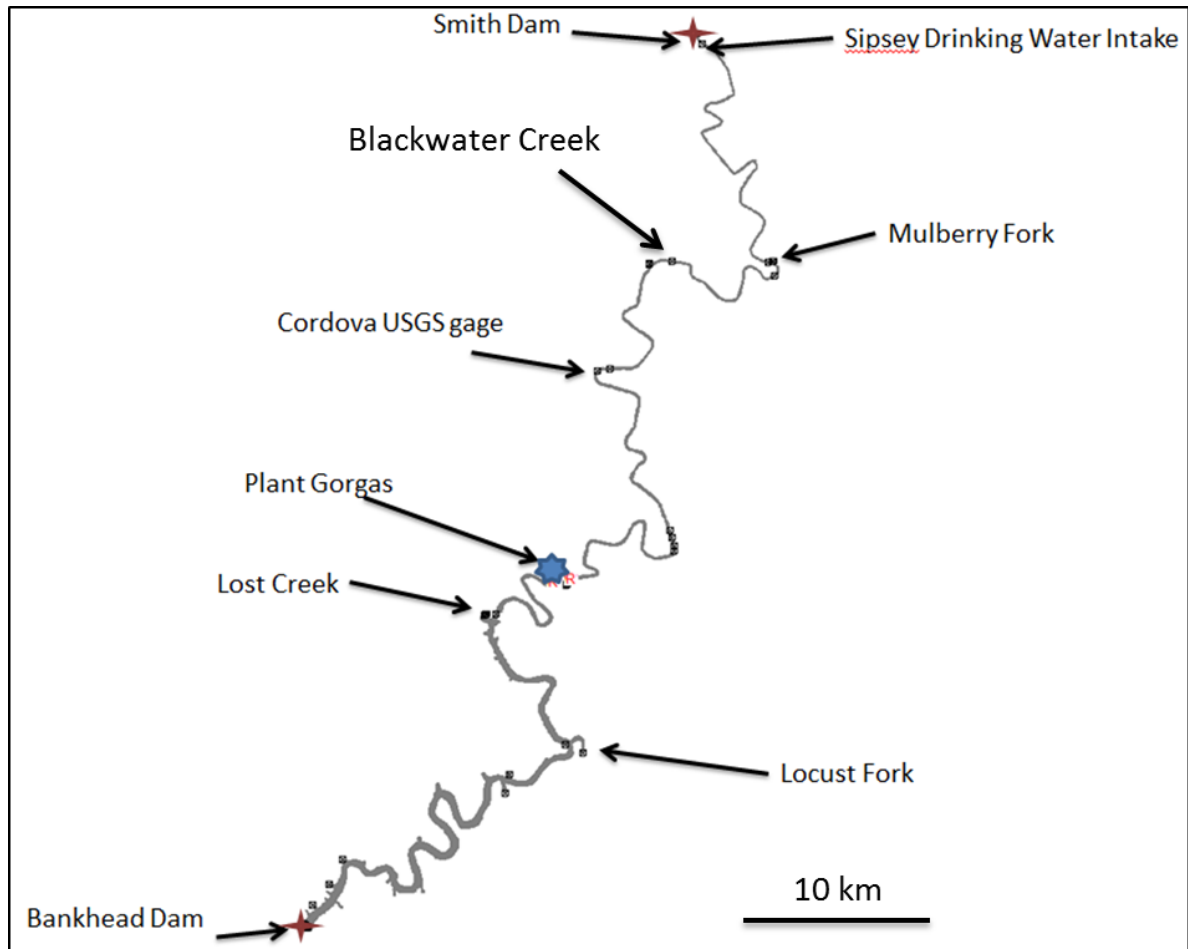 Smith Dam
Sipsey Drinking Water Intake
Blackwater Creek
Mulberry Fork
Cordova USGS gage
Plant Gorgas
R R
Lost Creek
Locust Fork
10 km
Bankhead Dam